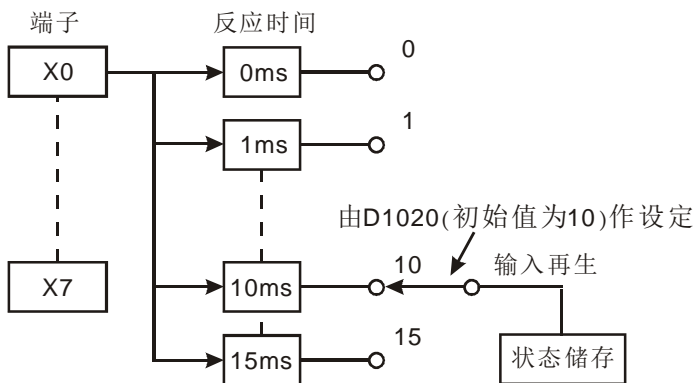 端子
反应时间
X0
0ms
0
1ms
1
由D1020(初始值为10)作设定
X7
10ms
10
输入再生
15ms
15
状态储存